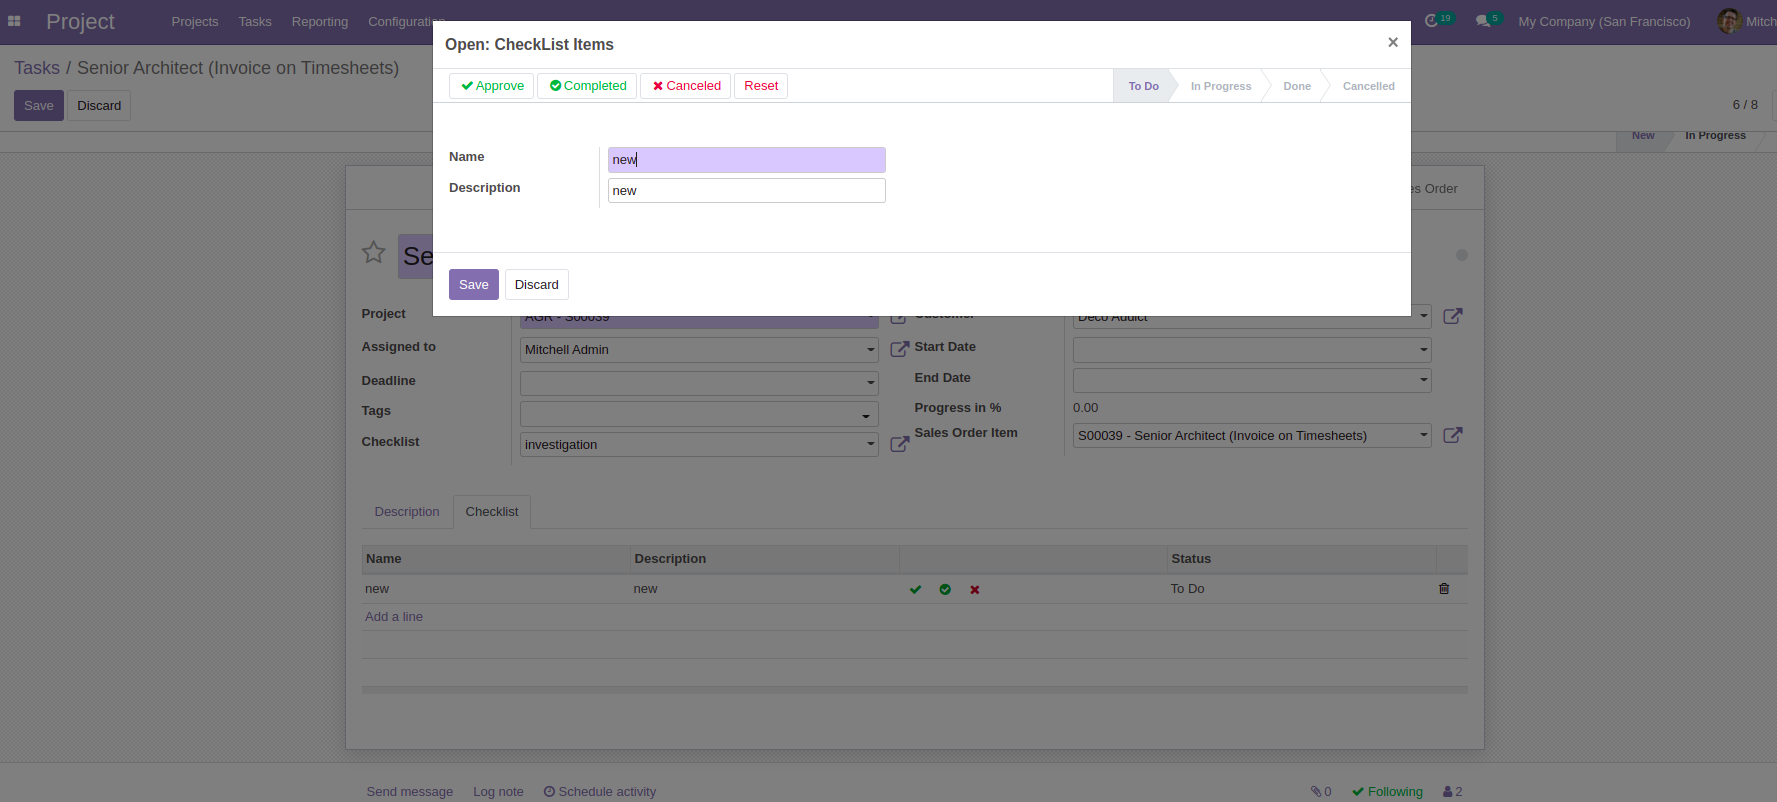 Project Projects Tasks Reporting Configuration 19 5 My Company (San Francisco) Mitch
Open: CheckList Items ×
Tasks / Senior Architect (Invoice on Timesheets)
Approve Completed Canceled Reset To Do In Progress Done Cancelled
Save Discard 6 / 8
New In Progress
Name new
Description new
es Order
Se
Save Discard
Project AGR - S00039 Customer Deco Addict
Assigned to Mitchell Admin Start Date
Deadline End Date
Tags Progress in % 0.00
Checklist investigation Sales Order Item S00039 - Senior Architect (Invoice on Timesheets)
Description Checklist
Name Description Status
new new To Do
Add a line
Send message Log note Schedule activity 0 Following 2